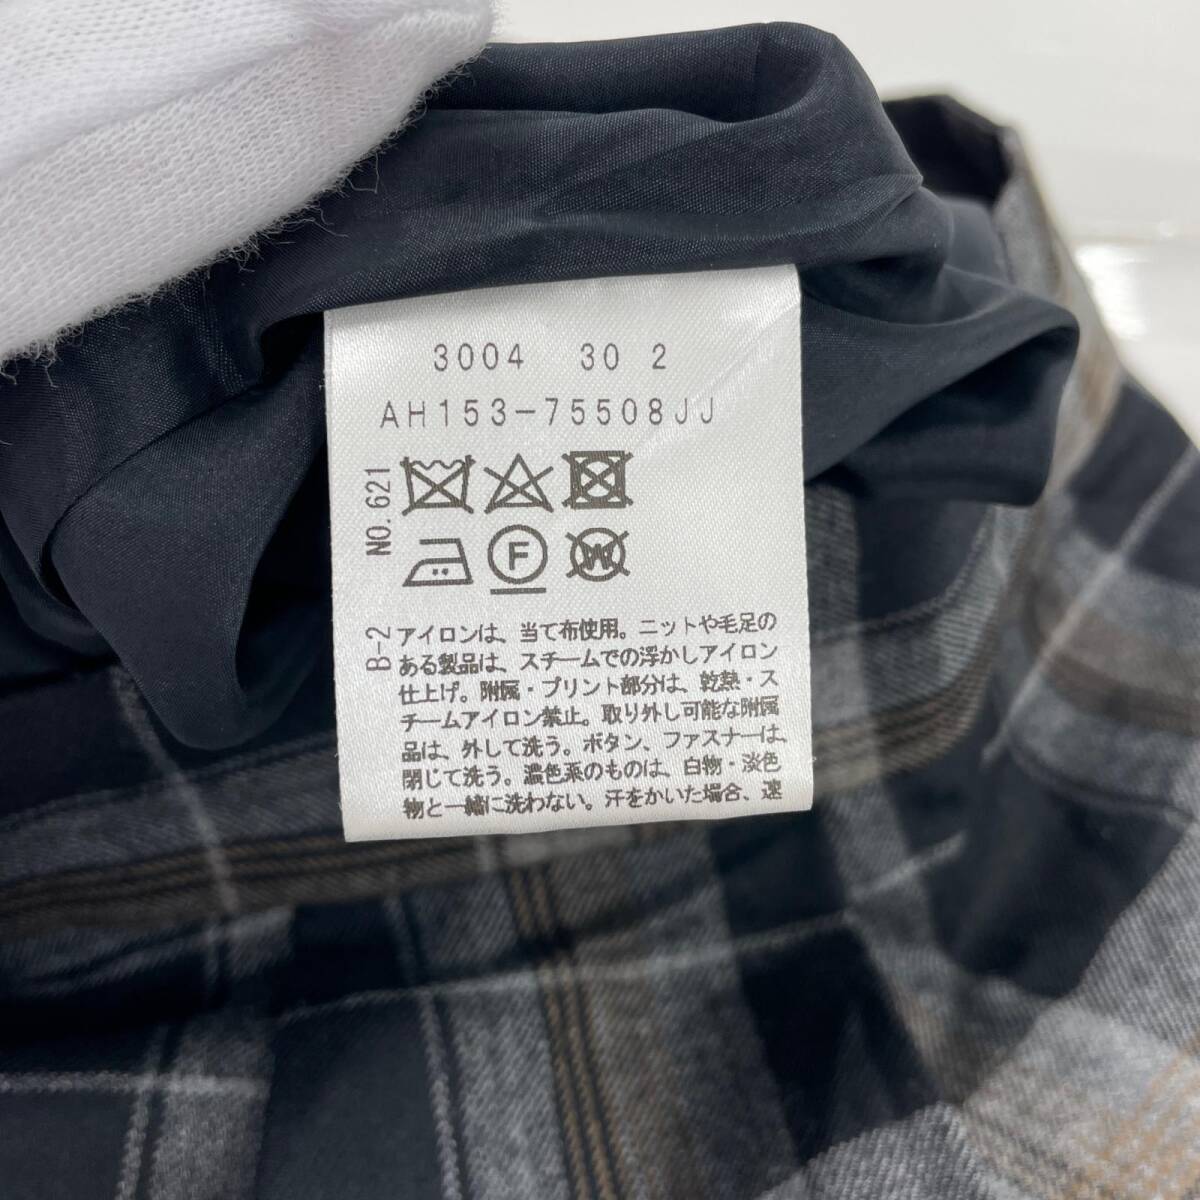 3004 30 2
AH153-75508JJ
NO.621
F
W
B-2
アイロンは、当て布使用。ニットや毛足の
ある製品は、スチームでの浮かしアイロン
仕上げ。附属・プリント部分は、乾熱・ス
チームアイロン禁止。取り外し可能な附属
品は、外して洗う。ボタン、ファスナーは、
閉じて洗う。濃色系のものは、白物・淡色
物と一緒に洗わない。汗をかいた場合、速